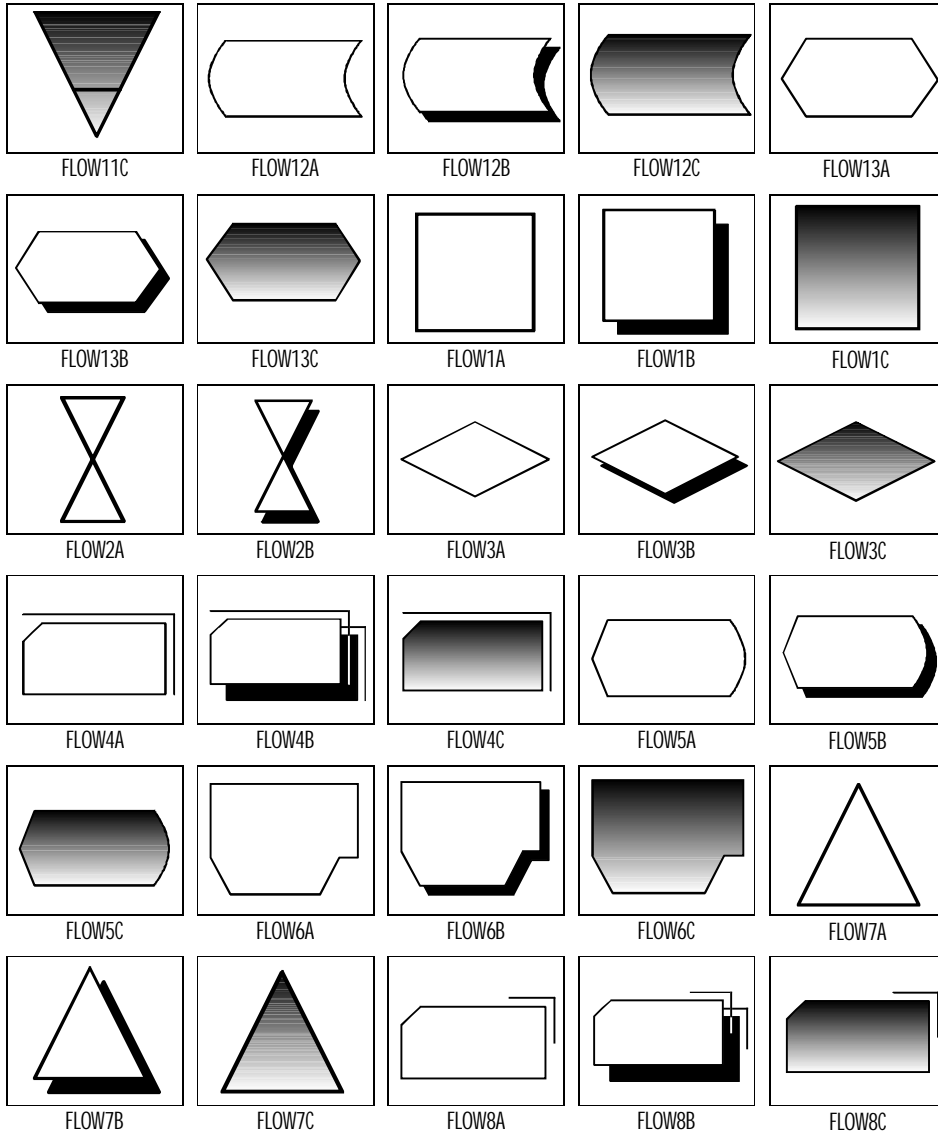 FLOW11C FLOW12A FLOW12B FLOW12C FLOW13A
FLOW13B FLOW13C FLOW1A FLOW1B FLOW1C
FLOW2A FLOW2B FLOW3A FLOW3B FLOW3C
FLOW4A FLOW4B FLOW4C FLOW5A FLOW5B
FLOW5C FLOW6A FLOW6B FLOW6C FLOW7A
FLOW7B FLOW7C FLOW8A FLOW8B FLOW8C